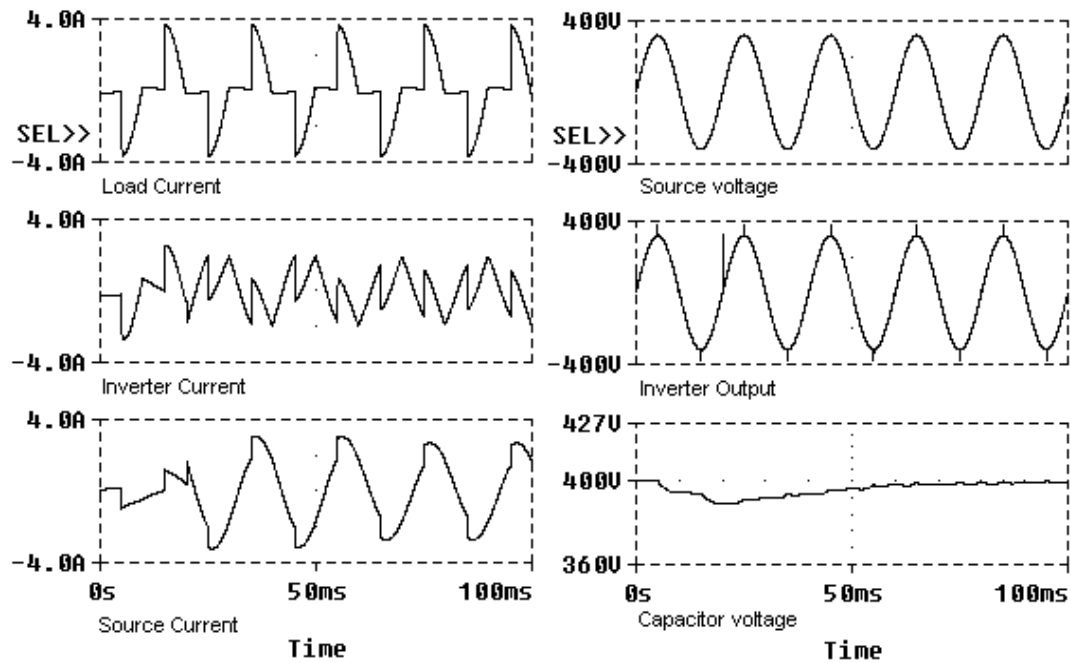 4.0A
SEL>>
-4.0A
Load Current
4.0A
-4.0A
Inverter Current
4.0A
-4.0A
0s 50ms 100ms
Source Current
Time
400V
SEL>>
-400V
Source voltage
400V
-400V
Inverter Output
427V
400V
360V
0s 50ms 100ms
Capacitor voltage
Time